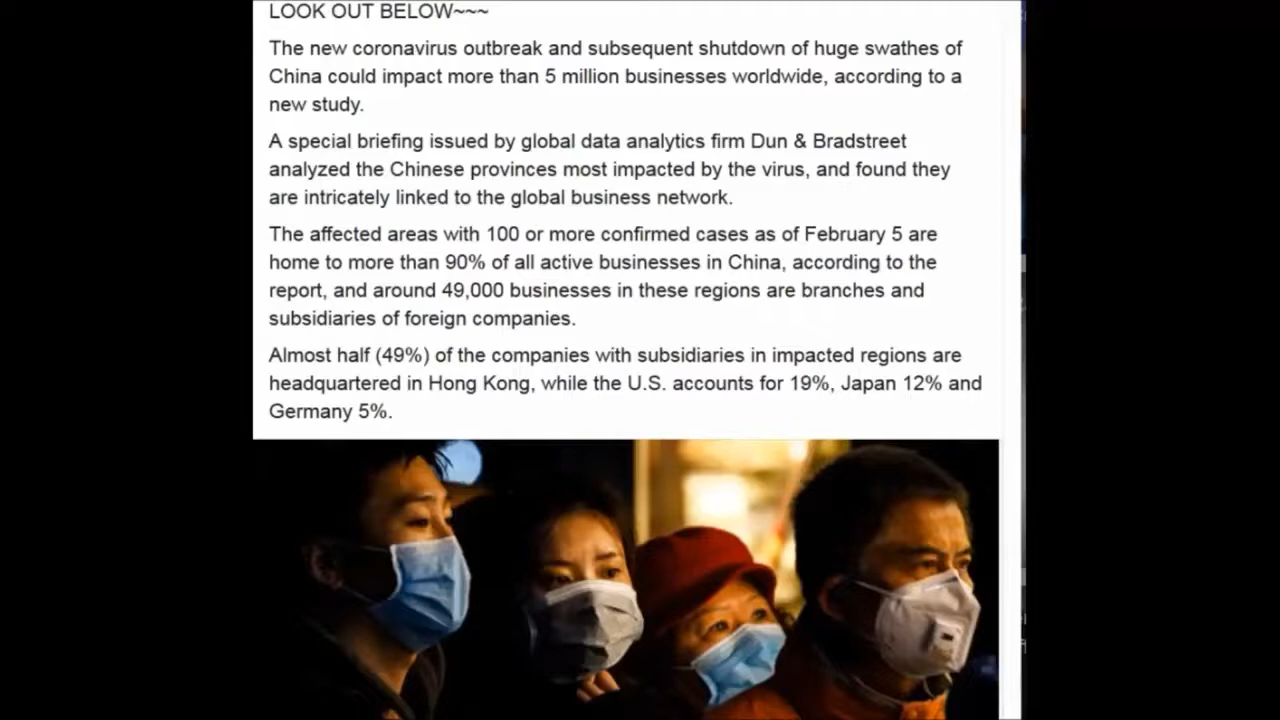 LOOK OUT BELOW~~~
The new coronavirus outbreak and subsequent shutdown of huge swathes of
China could impact more than 5 million businesses worldwide, according to a
new study.
A special briefing issued by global data analytics firm Dun & Bradstreet
analyzed the Chinese provinces most impacted by the virus, and found they
are intricately linked to the global business network.
The affected areas with 100 or more confirmed cases as of February 5 are
home to more than 90% of all active businesses in China, according to the
report, and around 49,000 businesses in these regions are branches and
subsidiaries of foreign companies.
Almost half (49%) of the companies with subsidiaries in impacted regions are
headquartered in Hong Kong, while the U.S. accounts for 19%, Japan 12% and
Germany 5%.